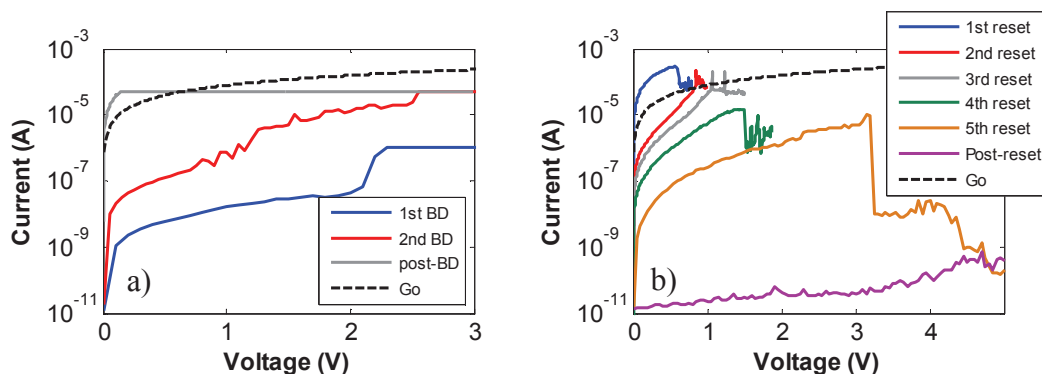 10-3
10-5
10-7
10-9
10-11
Current (A)
a)
1st BD
2nd BD
post-BD
Go
0 1 2 3
Voltage (V)
10-3
10-5
10-7
10-9
10-11
Current (A)
b)
1st reset
2nd reset
3rd reset
4th reset
5th reset
Post-reset
Go
0 1 2 3 4
Voltage (V)